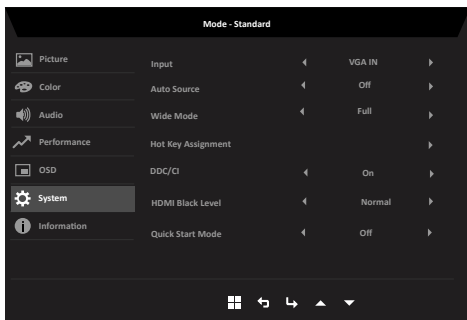 Mode - Standard
Picture
Color
Audio
Performance
OSD
System
Information
Input VGA IN
Auto Source Off
Wide Mode Full
Hot Key Assignment
DDC/CI On
HDMI Black Level Normal
Quick Start Mode Off